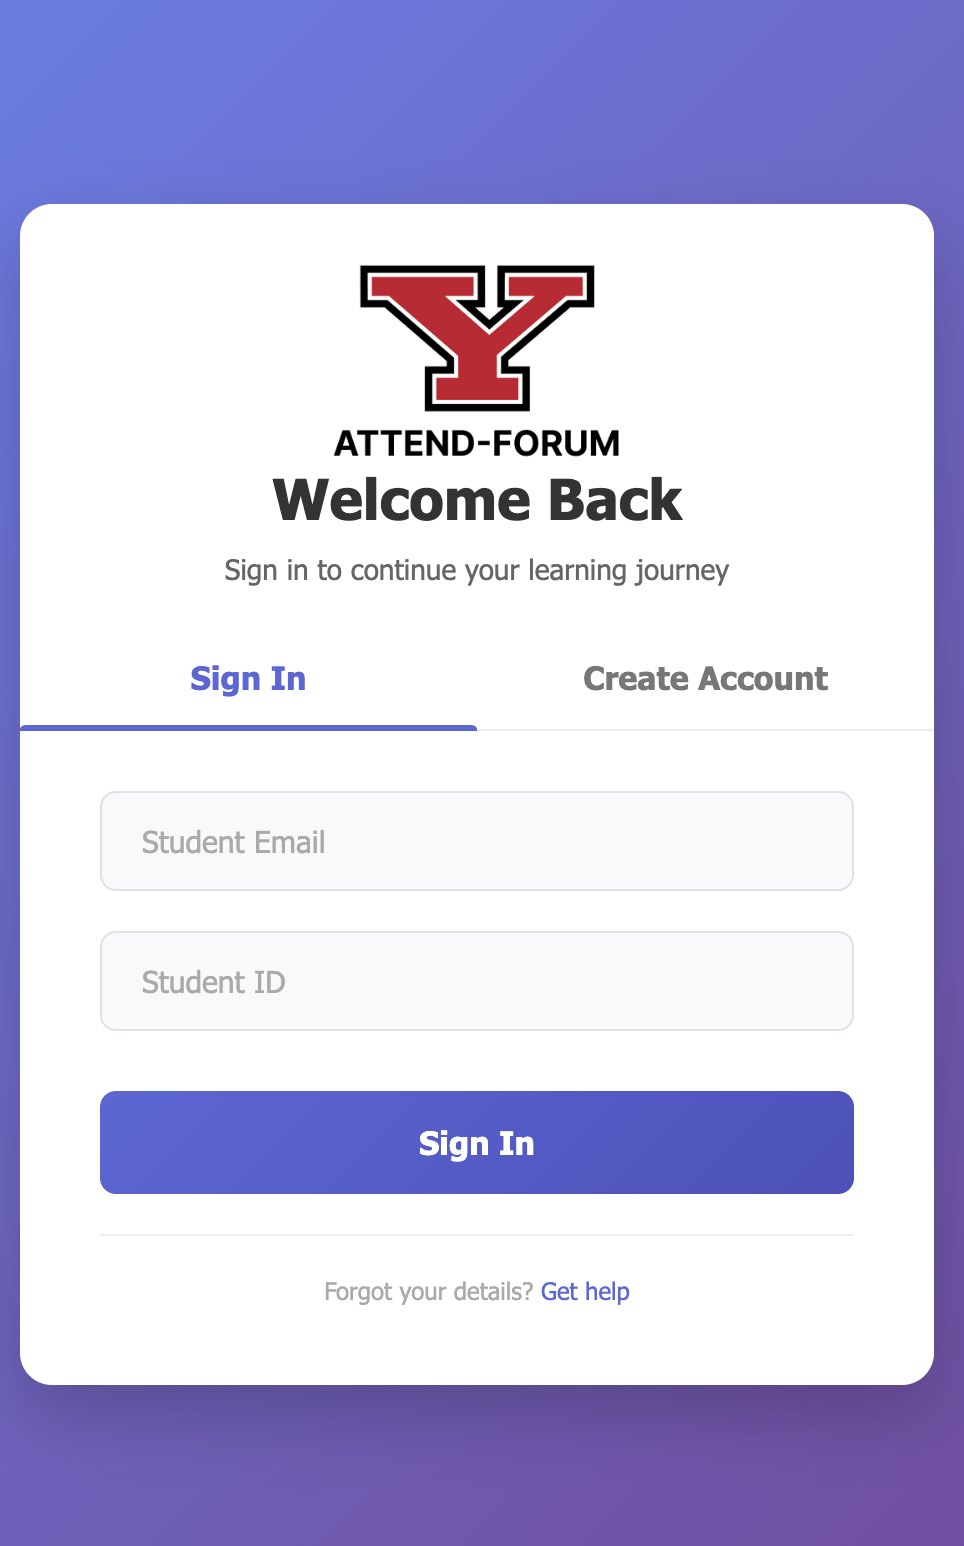 Y
ATTEND-FORUM
Welcome Back
Sign in to continue your learning journey
Sign In
Create Account
Student Email
Student ID
Sign In
Forgot your details? Get help